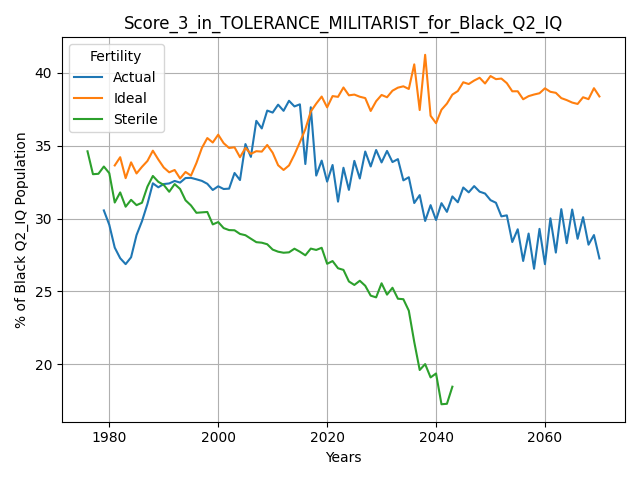 Score_3_in_TOLERANCE_MILITARIST_for_Black_Q2_IQ
Fertility
Actual
Ideal
Sterile
% of Black Q2_IQ Population
40
35
30
25
20
1980
2000
2020
2040
2060
Years